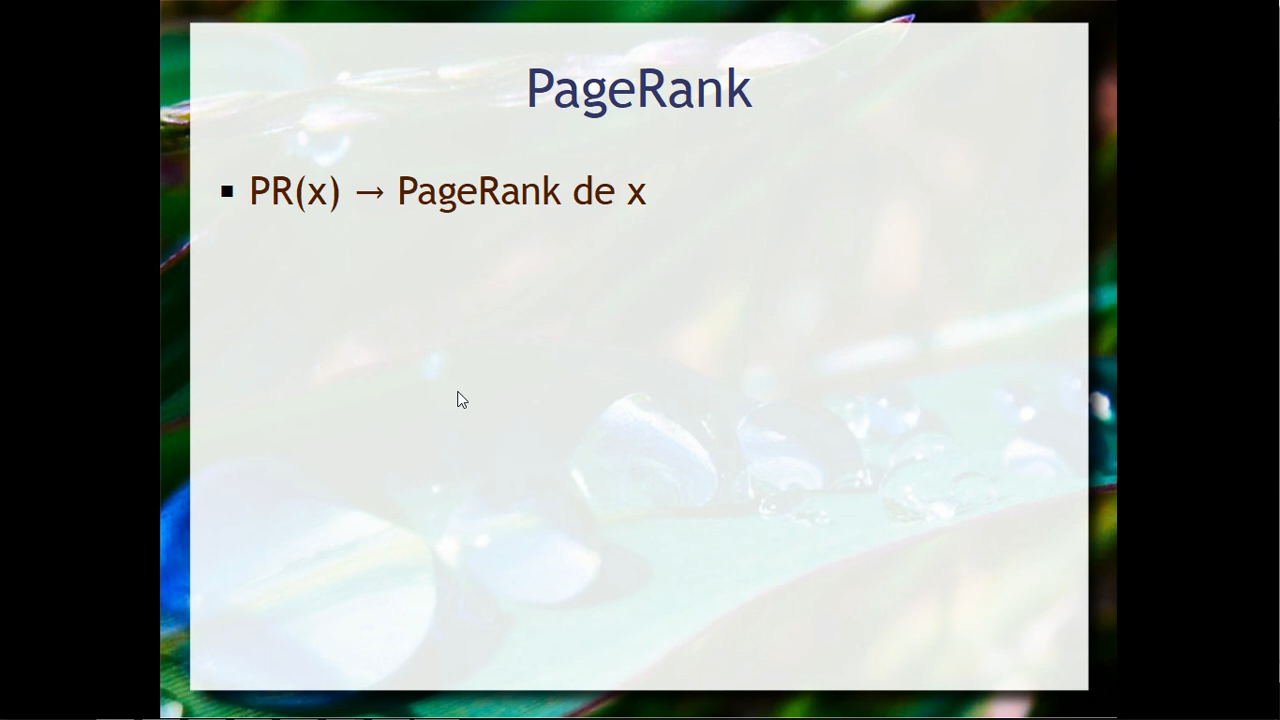 PageRank
▪ PR(x) → PageRank de x